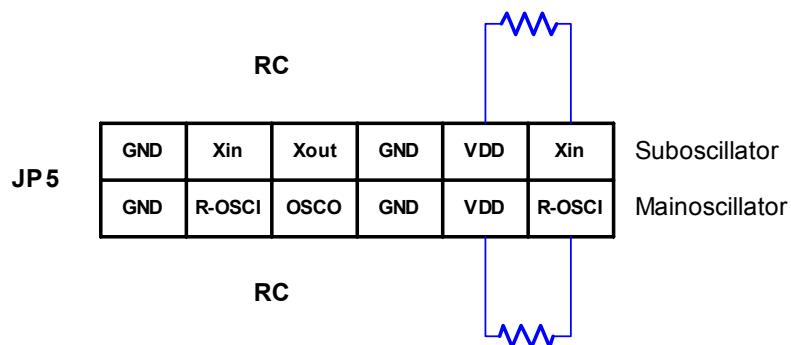 RC
GND Xin Xout GND VDD Xin Suboscillator
JP5
GND R-OSCI OSCO GND VDD R-OSCI Mainoscillator
RC